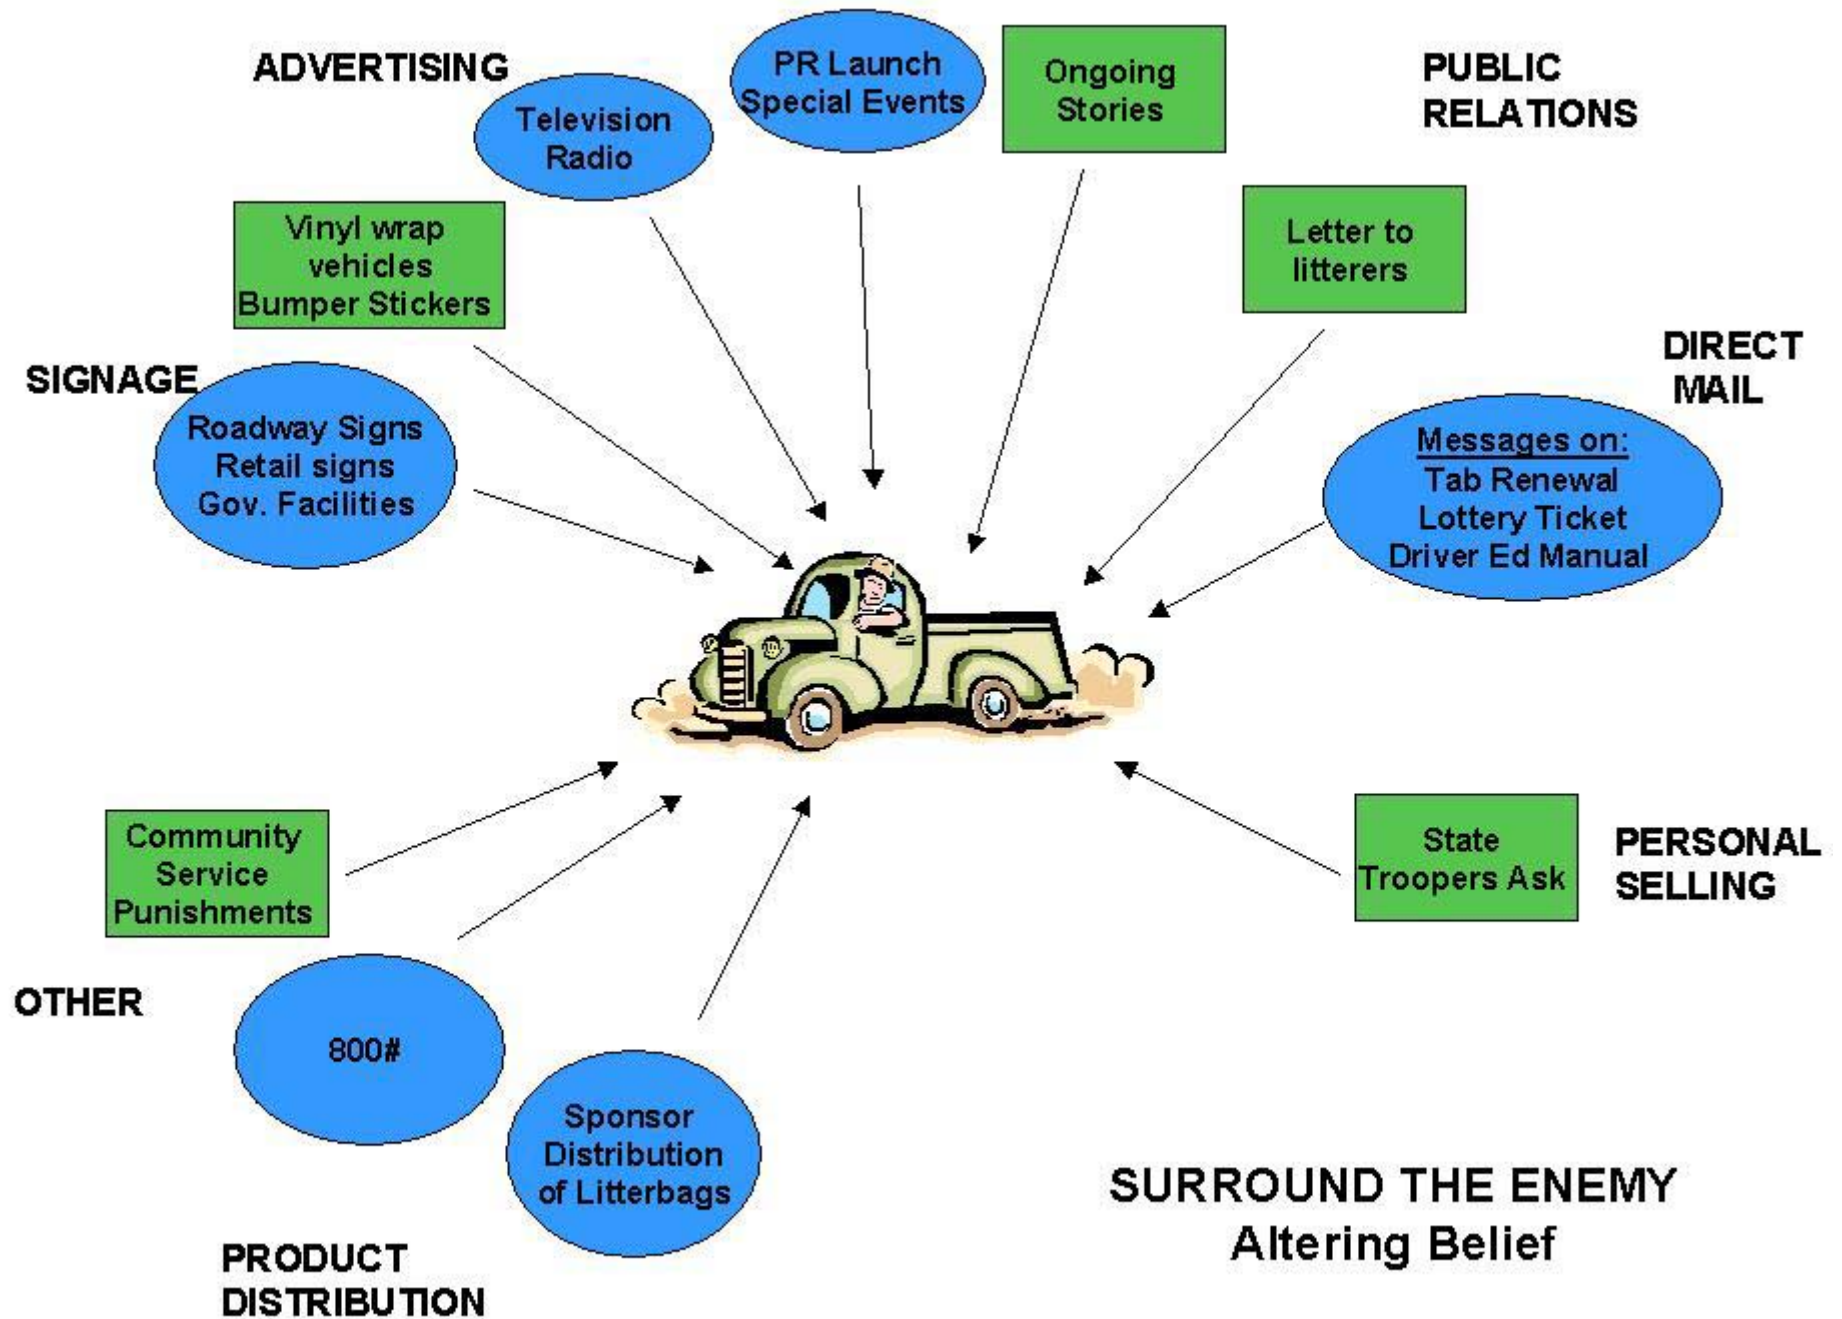 ADVERTISING
Television
Radio
PR Launch
Special Events
Ongoing
Stories
PUBLIC
RELATIONS
Vinyl wrap
vehicles
Bumper Stickers
Letter to
litterers
SIGNAGE
Roadway Signs
Retail signs
Gov. Facilities
DIRECT
MAIL
Messages on:
Tab Renewal
Lottery Ticket
Driver Ed Manual
Community
Service
Punishments
State
Troopers Ask
PERSONAL
SELLING
OTHER
800#
Sponsor
Distribution
of Litterbags
PRODUCT
DISTRIBUTION
SURROUND THE ENEMY
Altering Belief